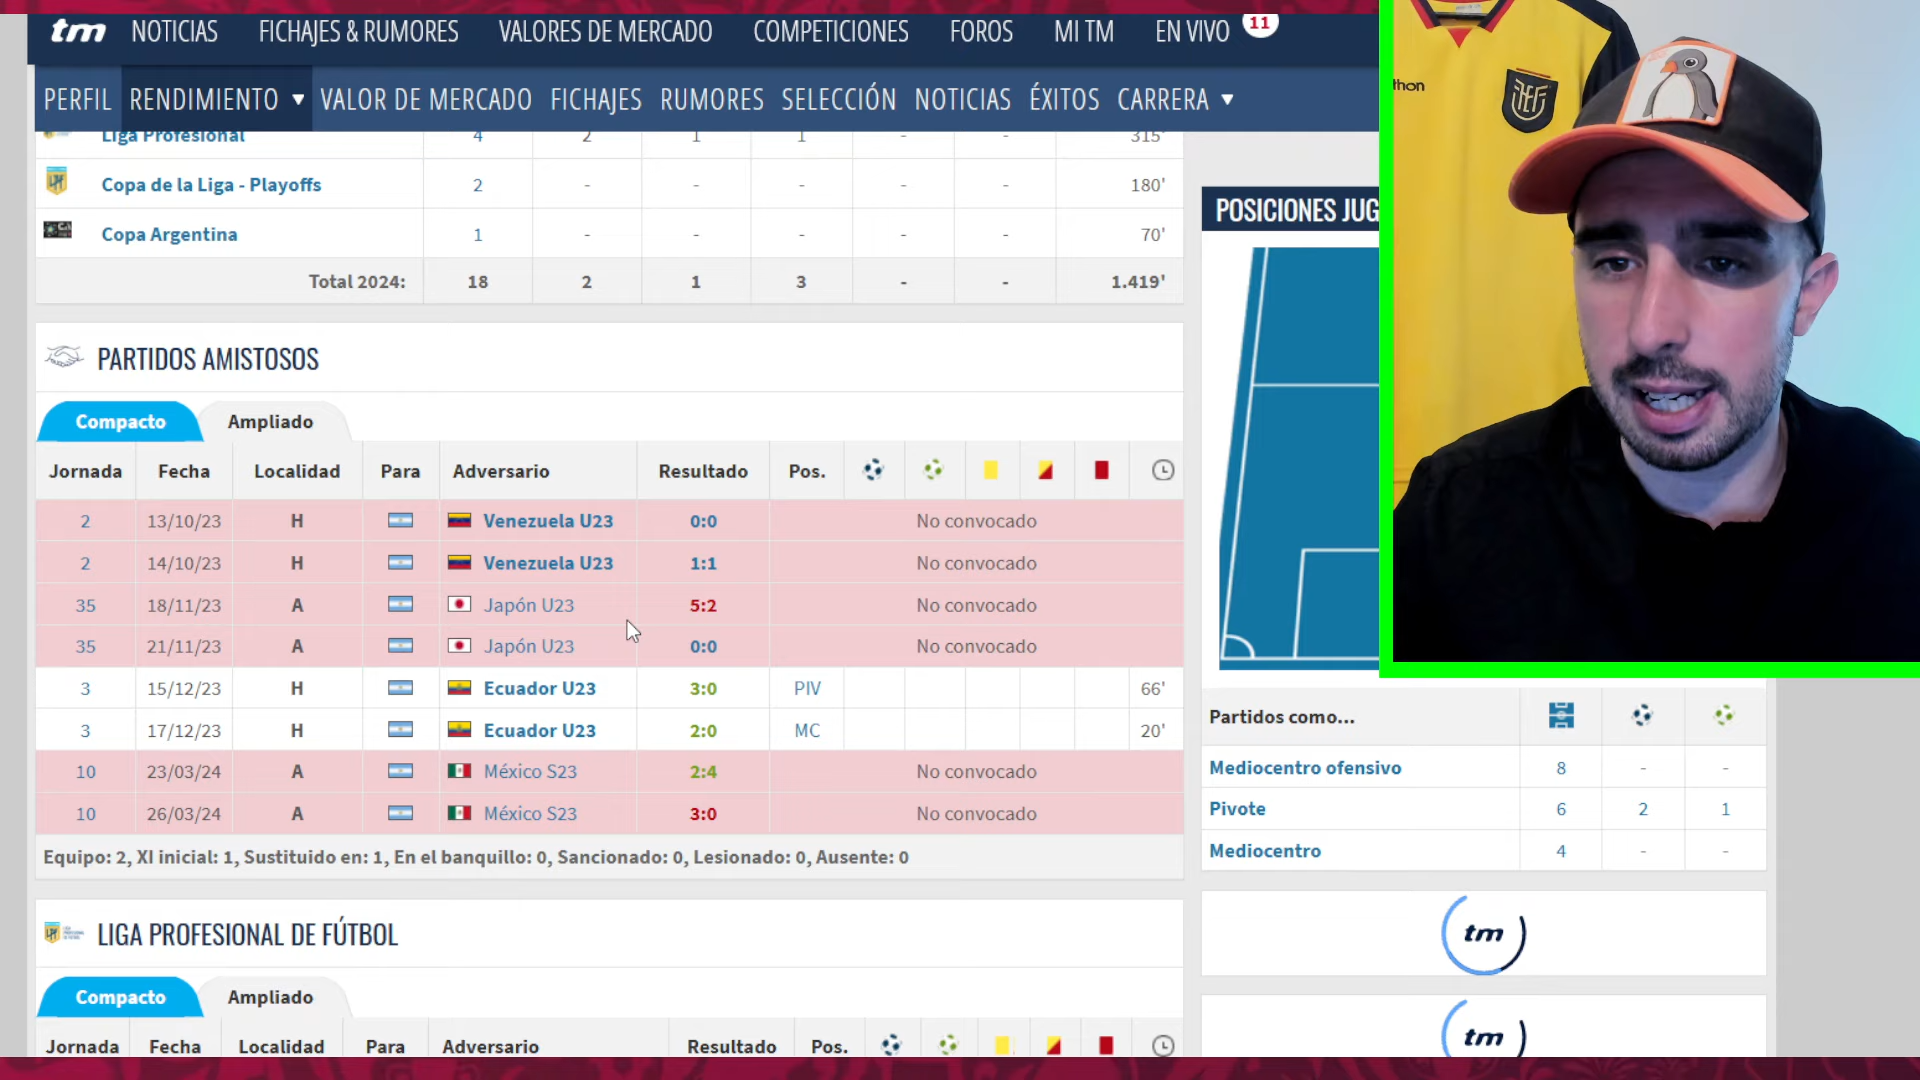 tm NOTICIAS FICHAJES & RUMORES VALORES DE MERCADO COMPETICIONES FOROS MI TM EN VIVO 11
PERFIL RENDIMIENTO ▼ VALOR DE MERCADO FICHAJES RUMORES SELECCIÓN NOTICIAS ÉXITOS CARRERA ▼
Liga Profesional 4 2 1 1 - - 315'
Copa de la Liga - Playoffs 2 - - - - - 180'
Copa Argentina 1 - - - - - 70'
Total 2024: 18 2 1 3 - - 1.419'
PARTIDOS AMISTOSOS
Compacto Ampliado
Jornada Fecha Localidad Para Adversario Resultado Pos.
2 13/10/23 H Venezuela U23 0:0 No convocado
2 14/10/23 H Venezuela U23 1:1 No convocado
35 18/11/23 A Japón U23 5:2 No convocado
35 21/11/23 A Japón U23 0:0 No convocado
3 15/12/23 H Ecuador U23 3:0 PIV 66'
3 17/12/23 H Ecuador U23 2:0 MC 20'
10 23/03/24 A México S23 2:4 No convocado
10 26/03/24 A México S23 3:0 No convocado
Equipo: 2, XI inicial: 1, Sustituido en: 1, En el banquillo: 0, Sancionado: 0, Lesionado: 0, Ausente: 0
LIGA PROFESIONAL DE FÚTBOL
Compacto Ampliado
Jornada Fecha Localidad Para Adversario Resultado Pos.
POSICIONES JUG
Partidos como...
Mediocentro ofensivo 8 - -
Pivote 6 2 1
Mediocentro 4 - -
tm
tm
thon
FEF